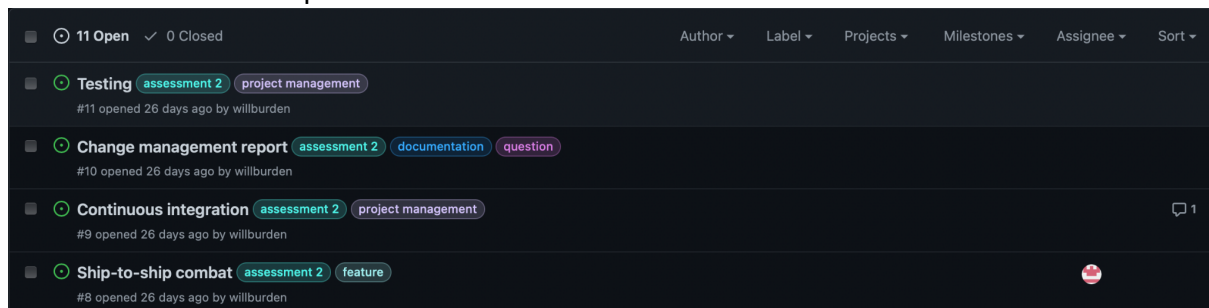 11 Open 0 Closed Author Label Projects Milestones Assignee Sort
Testing assessment 2 project management
#11 opened 26 days ago by willburden
Change management report assessment 2 documentation question
#10 opened 26 days ago by willburden
Continuous integration assessment 2 project management 1
#9 opened 26 days ago by willburden
Ship-to-ship combat assessment 2 feature
#8 opened 26 days ago by willburden